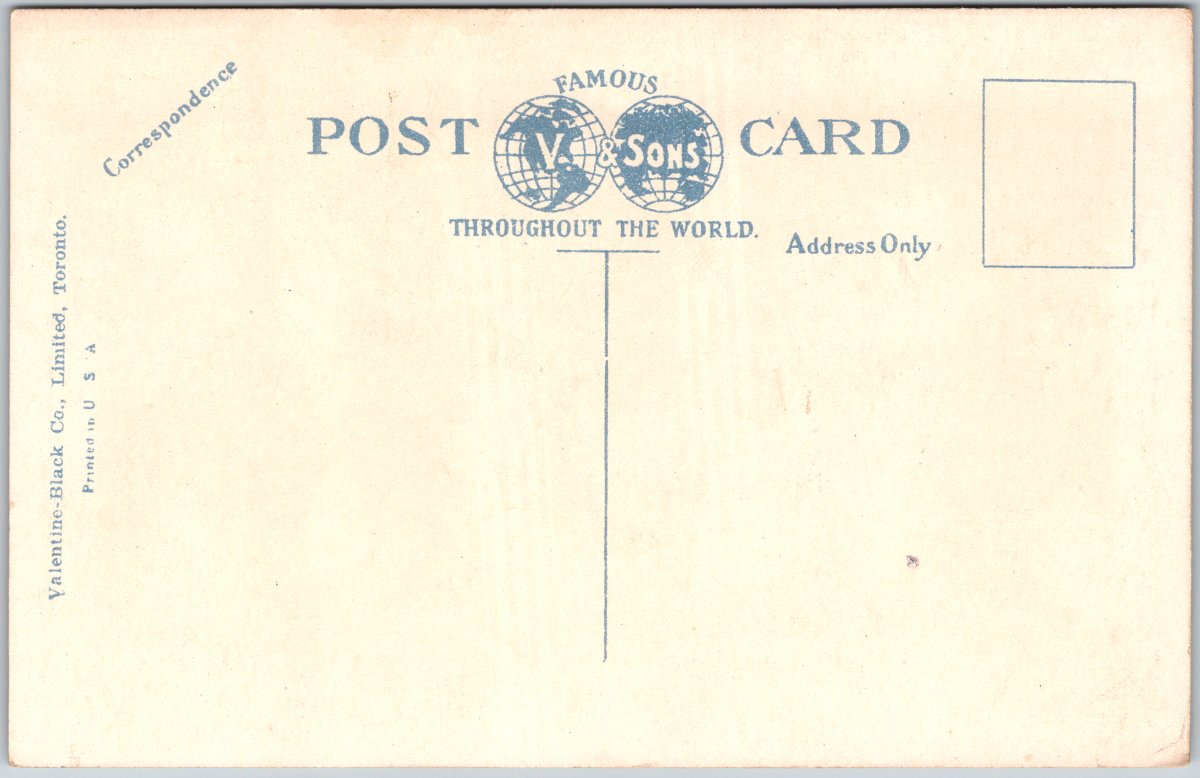 Correspondence
FAMOUS
POST V. & SONS CARD
THROUGHOUT THE WORLD.
Address Only
Valentine-Black Co., Limited, Toronto.
Printed in U S A